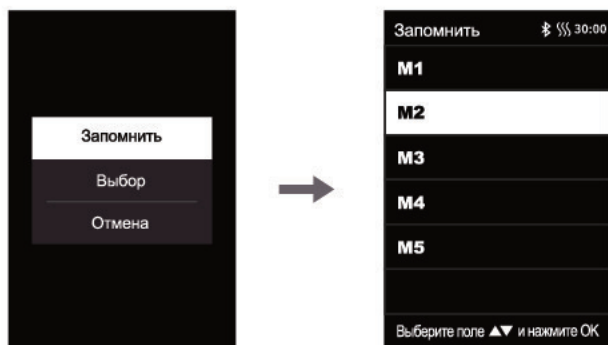 Запомнить
Выбор
Отмена
Запомнить 30:00
M1
M2
M3
M4
M5
Выберите поле ▲▼ и нажмите OK